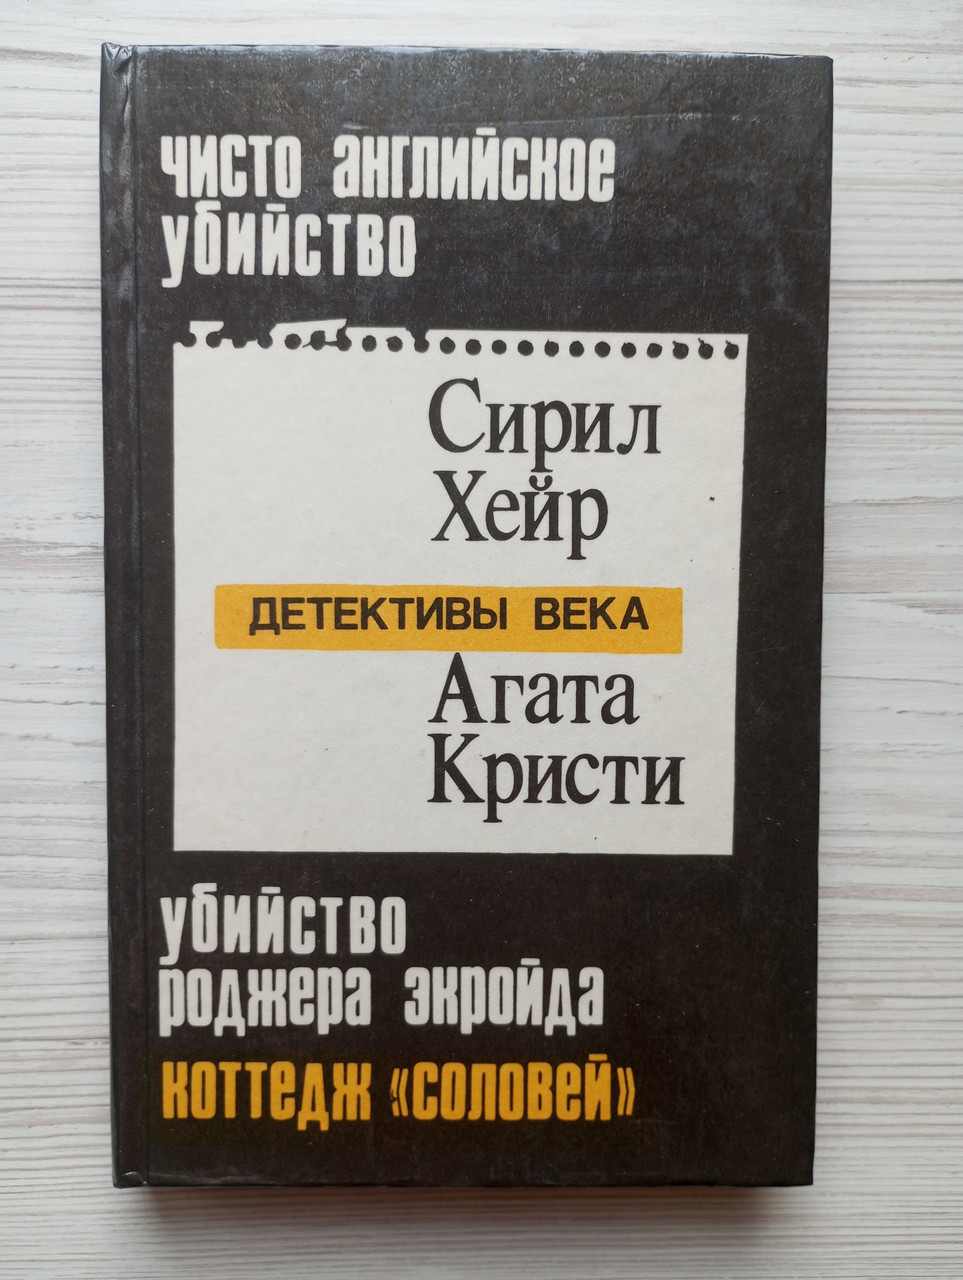 чисто английское
убийство
Сирил
Хейр
ДЕТЕКТИВЫ ВЕКА
Агата
Кристи
убийство
роджера экройда
коттедж «соловей»